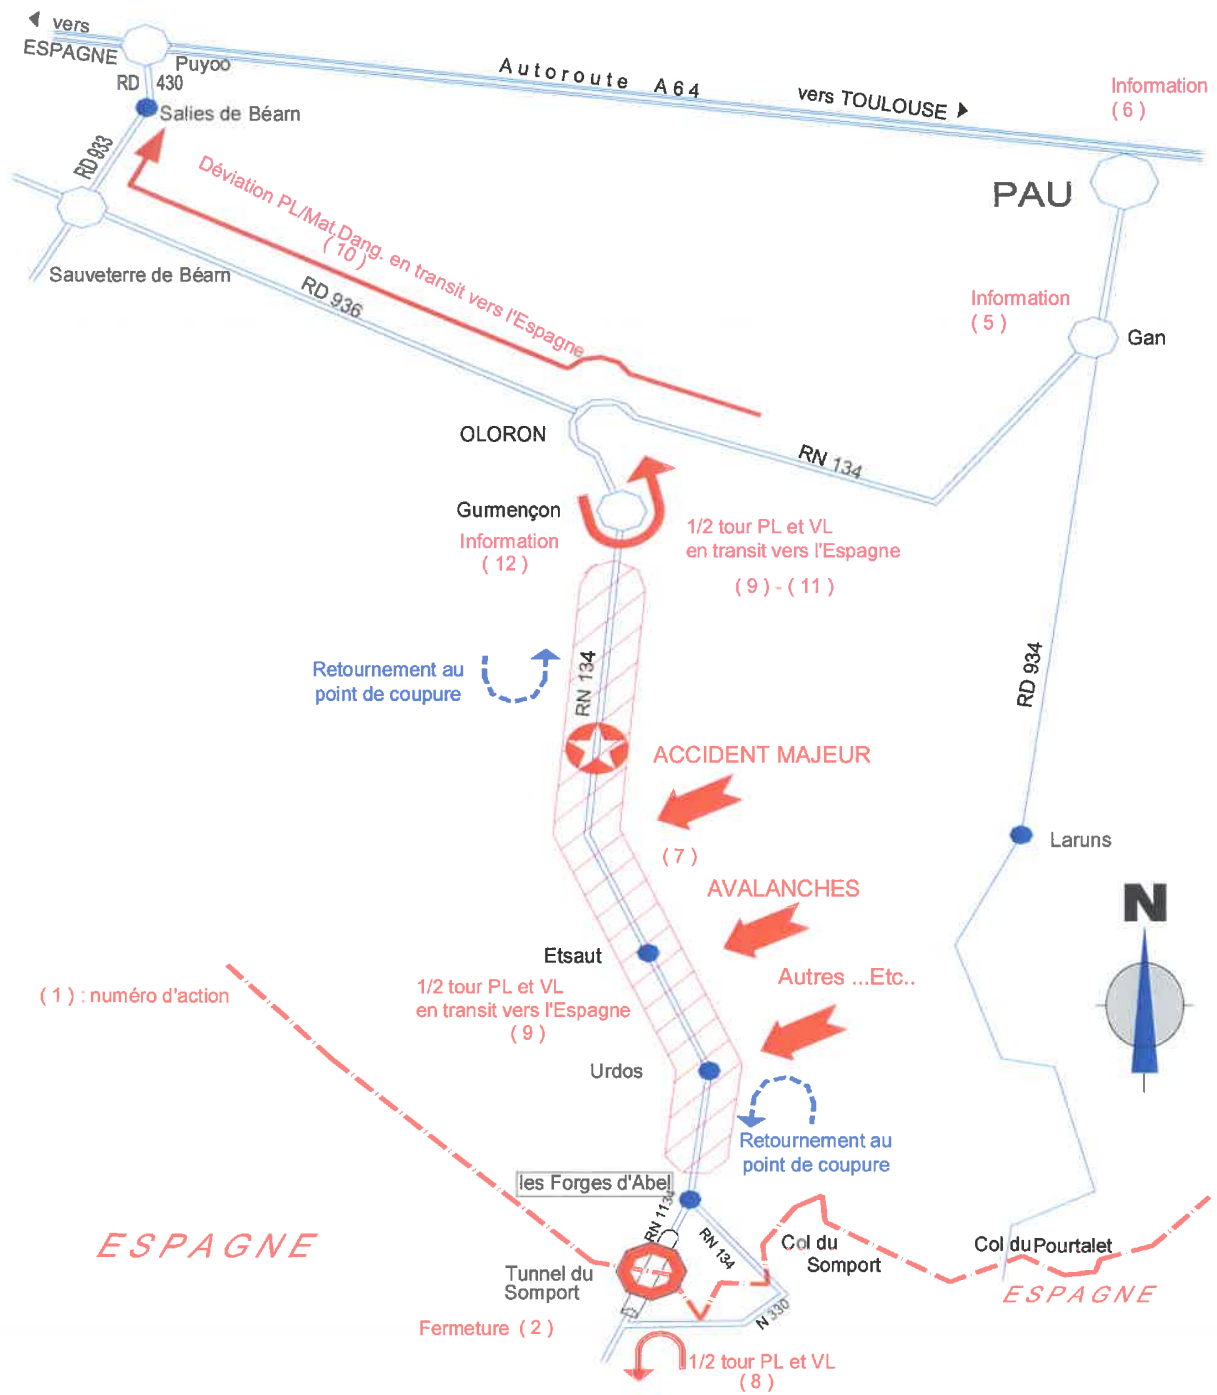 vers
ESPAGNE
Puyoô
RD 430
Salies de Béarn
RD 933
Autoroute A64
vers TOULOUSE
Information
( 6 )
PAU
Déviation PL/Mat.Dang. en transit vers l'Espagne
( 10 )
Sauveterre de Béarn
RD 936
Information
( 5 )
Gan
OLORON
RN 134
Gurmençon
Information
( 12 )
1/2 tour PL et VL
en transit vers l'Espagne
( 9 ) - ( 11 )
Retournement au
point de coupure
RN 134
RD 934
ACCIDENT MAJEUR
( 7 )
Laruns
AVALANCHES
N
Etsaut
Autres ...Etc..
( 1 ) : numéro d'action
1/2 tour PL et VL
en transit vers l'Espagne
( 9 )
Urdos
Retournement au
point de coupure
les Forges d'Abel
RN 1134
RN 134
ESPAGNE
Col du
Somport
Col du Pourtalet
Tunnel du
Somport
ESPAGNE
N 330
Fermeture ( 2 )
1/2 tour PL et VL
( 8 )